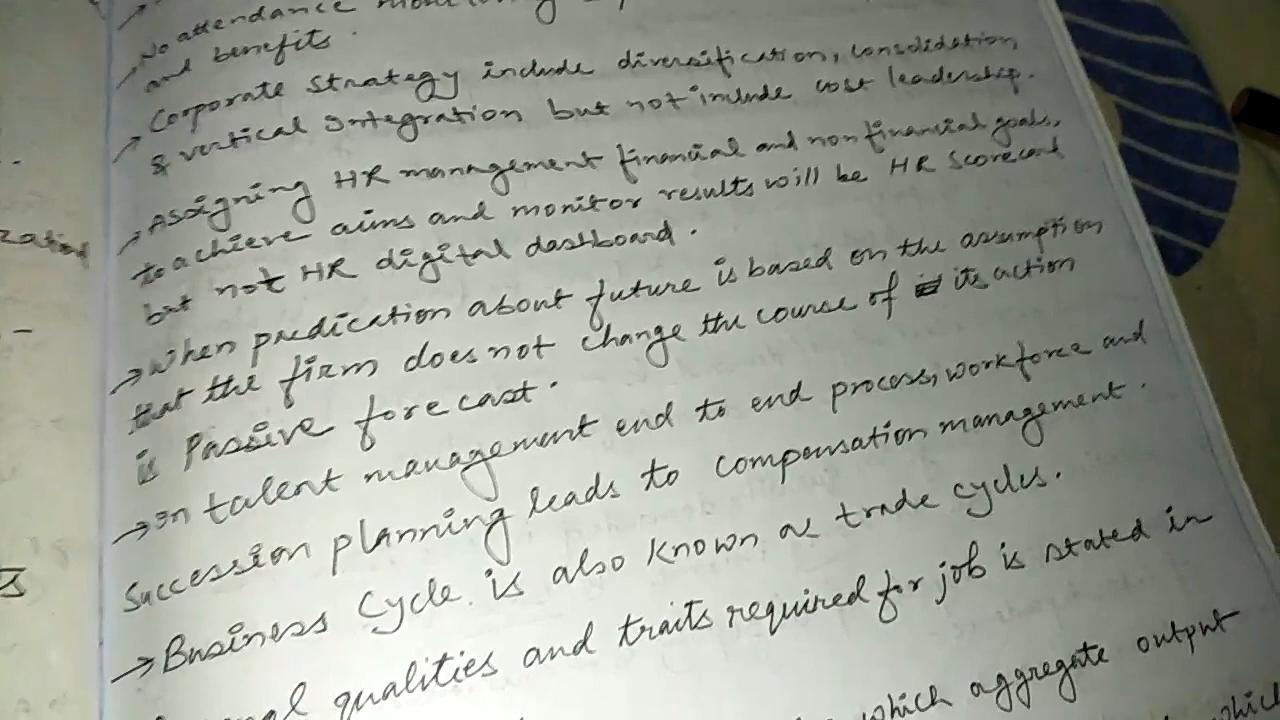 No attendance
and benefits.
→ Corporate strategy include diversification, consolidation
& vertical integration but not include cost leadership.
→ Assigning HR management financial and non financial goals,
to achieve aims and monitor results will be HR scorecard
but not HR digital dashboard.
→ When predication about future is based on the assumption
that the firm does not change the course of its action
is Passive forecast.
→ In talent management end to end process, workforce and
Succession planning leads to compensation management.
→ Business Cycle is also known as trade cycles.
qualities and traits required for job is stated in
which aggregate output
which